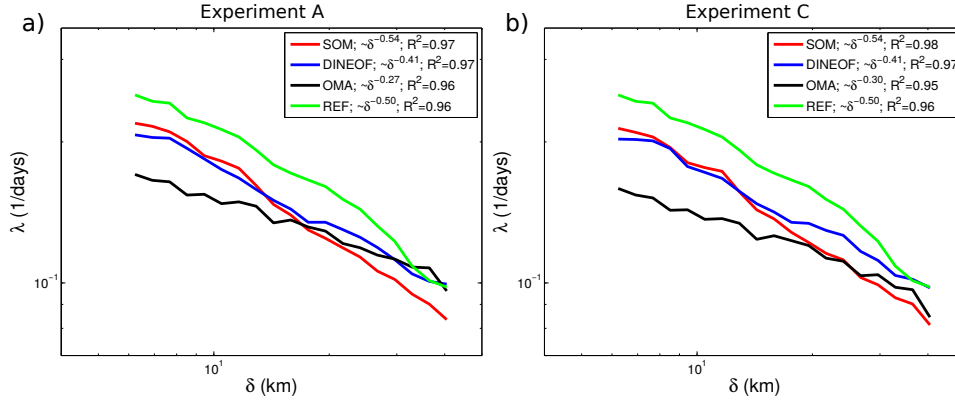 a)
Experiment A
SOM; ~δ^-0.54; R²=0.97
DINEOF; ~δ^-0.41; R²=0.97
OMA; ~δ^-0.27; R²=0.96
REF; ~δ^-0.50; R²=0.96
λ (1/days)
10^-1
10^1
δ (km)
b)
Experiment C
SOM; ~δ^-0.54; R²=0.98
DINEOF; ~δ^-0.41; R²=0.97
OMA; ~δ^-0.30; R²=0.95
REF; ~δ^-0.50; R²=0.96
λ (1/days)
10^-1
10^1
δ (km)